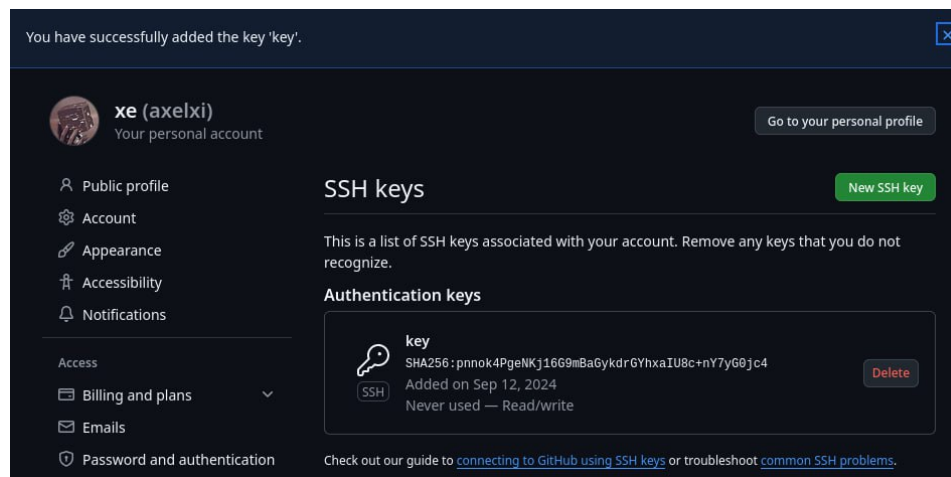 You have successfully added the key 'key'.
xe (axelxi)
Your personal account
Go to your personal profile
Public profile
Account
Appearance
Accessibility
Notifications
Access
Billing and plans
Emails
Password and authentication
SSH keys
New SSH key
This is a list of SSH keys associated with your account. Remove any keys that you do not
recognize.
Authentication keys
key
SHA256:pnnok4PgeNKj16G9mBaGykdrGYhxaIU8c+nY7yG0jc4
SSH
Added on Sep 12, 2024
Never used — Read/write
Delete
Check out our guide to connecting to GitHub using SSH keys or troubleshoot common SSH problems.